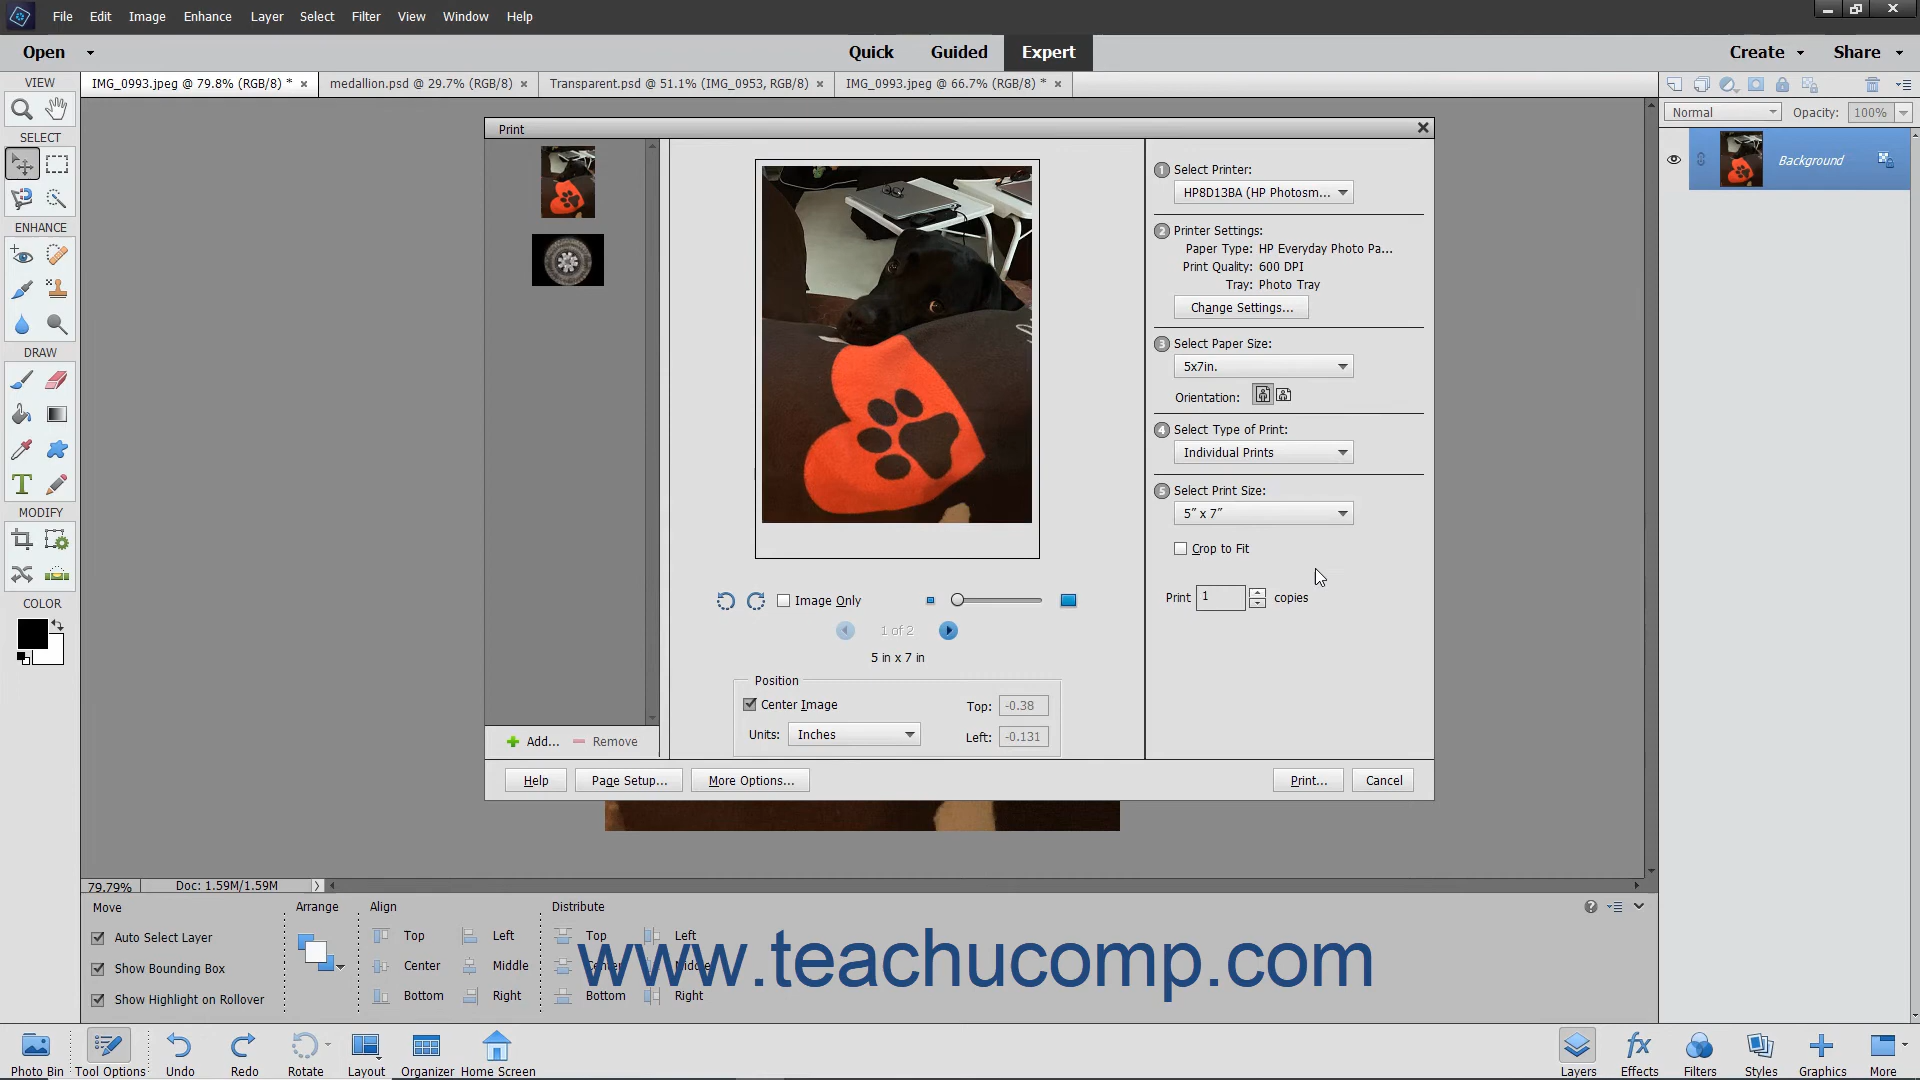 File Edit Image Enhance Layer Select Filter View Window Help
Open Quick Guided Expert Create Share
VIEW
IMG_0993.jpeg @ 79.8% (RGB/8) * × medallion.psd @ 29.7% (RGB/8) × Transparent.psd @ 51.1% (IMG_0953, RGB/8) × IMG_0993.jpeg @ 66.7% (RGB/8) * ×
Normal Opacity: 100%
Background
SELECT
ENHANCE
DRAW
MODIFY
COLOR
Print
1 Select Printer:
HP8D13BA (HP Photosm...
2 Printer Settings:
Paper Type: HP Everyday Photo Pa...
Print Quality: 600 DPI
Tray: Photo Tray
Change Settings...
3 Select Paper Size:
5x7in.
Orientation:
4 Select Type of Print:
Individual Prints
5 Select Print Size:
5" x 7"
Crop to Fit
Print 1 copies
Image Only
1 of 2
5 in x 7 in
Position
Center Image Top: -0.38
Units: Inches Left: -0.131
Add... Remove
Help Page Setup... More Options... Print... Cancel
79.79% Doc: 1.59M/1.59M
Move Arrange Align Distribute
Auto Select Layer Top Left Top Left
Show Bounding Box Center Middle Center Middle
Show Highlight on Rollover Bottom Right Bottom Right
www.teachucomp.com
Photo Bin Tool Options Undo Redo Rotate Layout Organizer Home Screen Layers Effects Filters Styles Graphics More